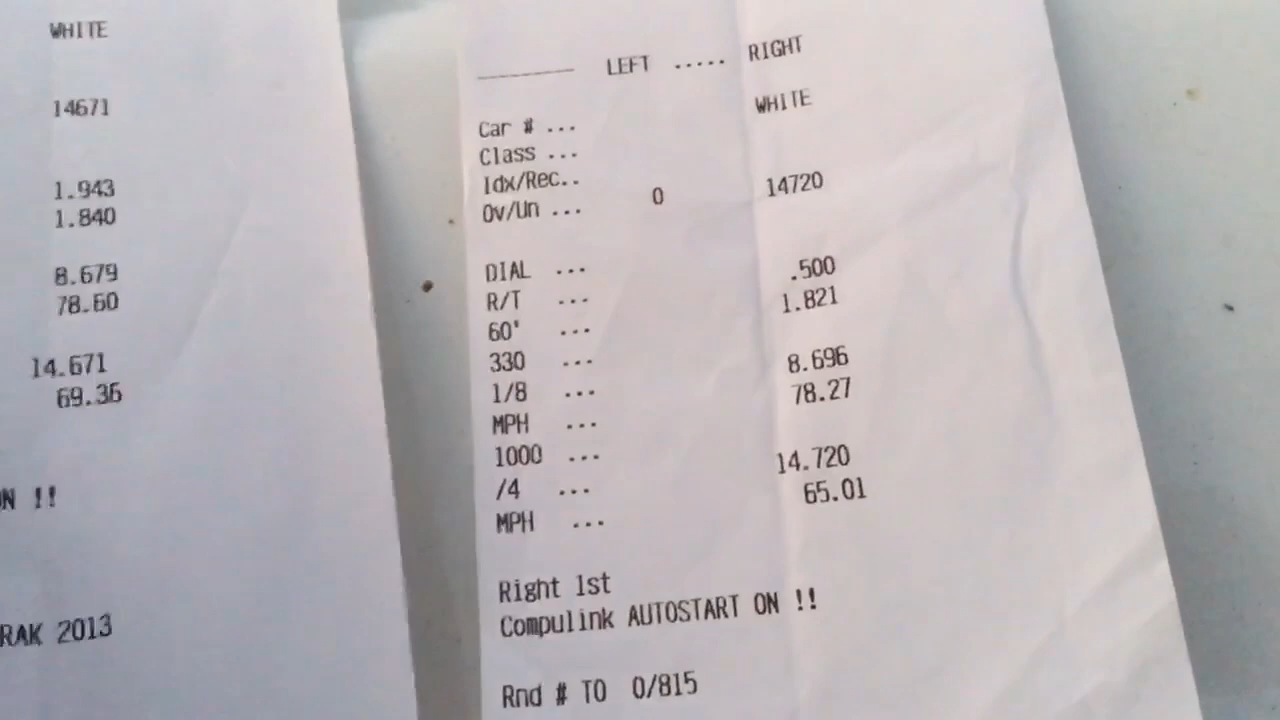 WHITE
14671
1.943
1.840
8.679
78.60
14.671
69.36
ON !!
RAK 2013
LEFT ..... RIGHT
WHITE
Car # ...
Class ...
Idx/Rec..
Ov/Un ... 0 14720
DIAL ...
R/T ... .500
60' ... 1.821
330 ...
1/8 ... 8.696
MPH ... 78.27
1000 ...
/4 ... 14.720
MPH ... 65.01
Right 1st
Compulink AUTOSTART ON !!
Rnd # TO 0/815